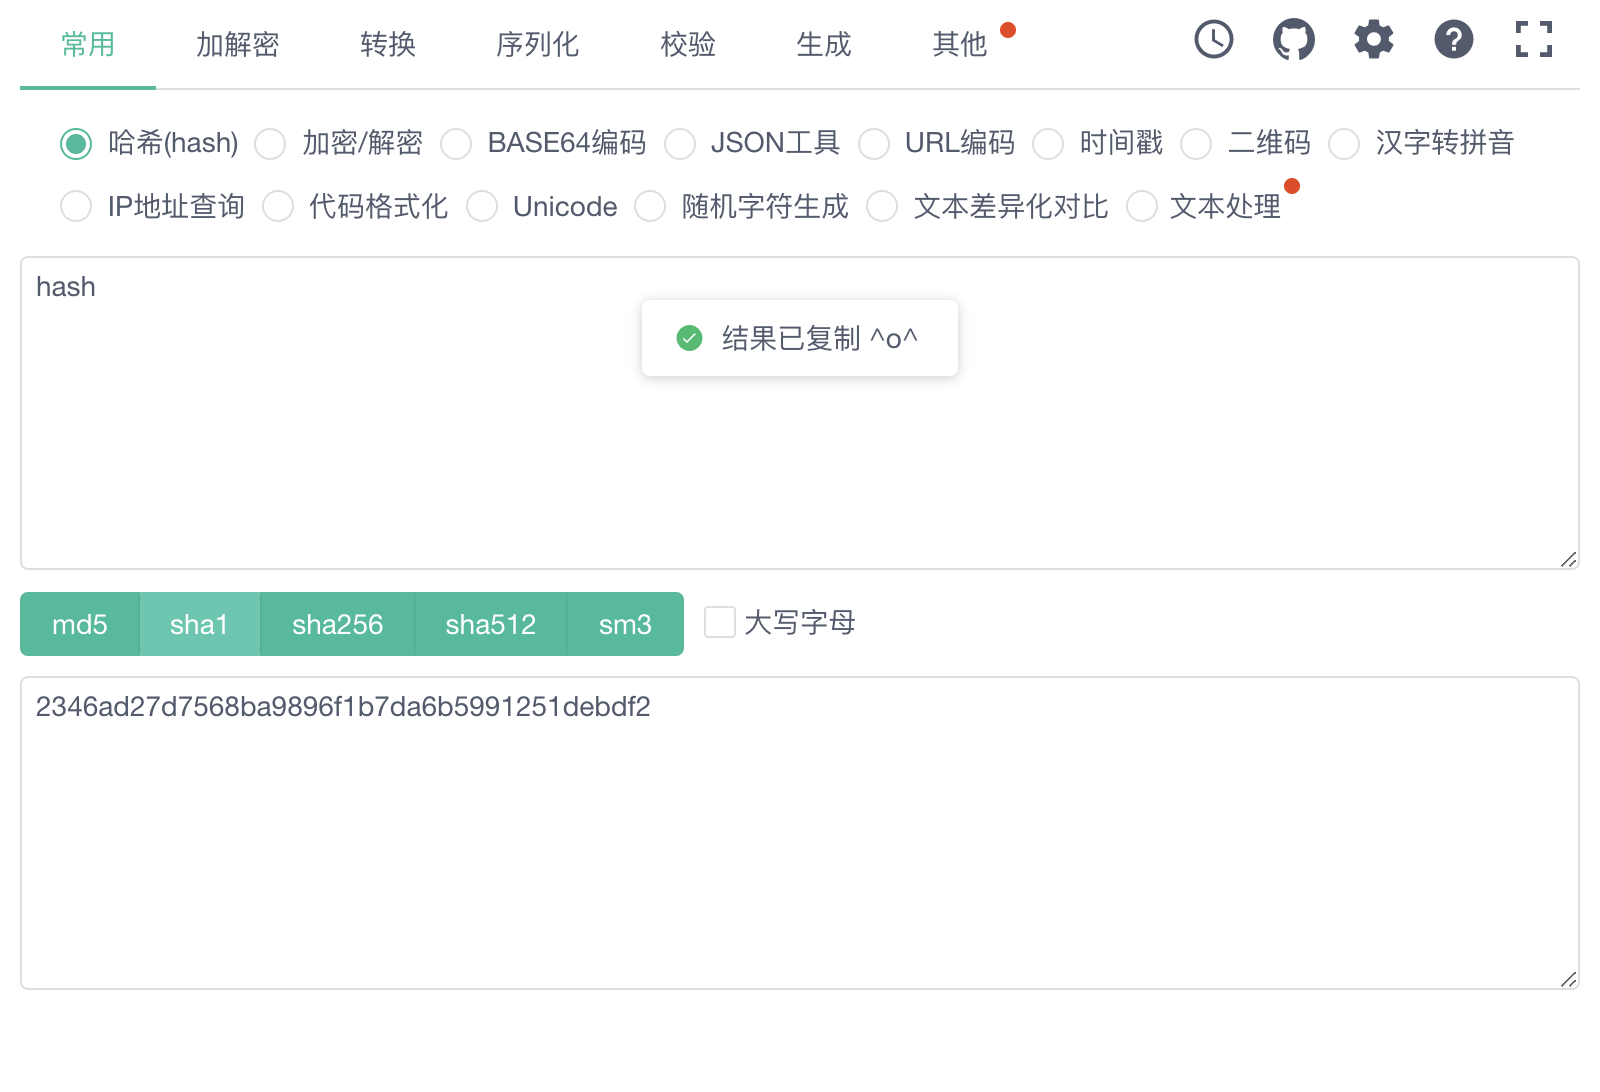 常用 加解密 转换 序列化 校验 生成 其他
哈希(hash) 加密/解密 BASE64编码 JSON工具 URL编码 时间戳 二维码 汉字转拼音
IP地址查询 代码格式化 Unicode 随机字符生成 文本差异化对比 文本处理
hash
结果已复制 ^o^
md5 sha1 sha256 sha512 sm3 大写字母
2346ad27d7568ba9896f1b7da6b5991251debdf2